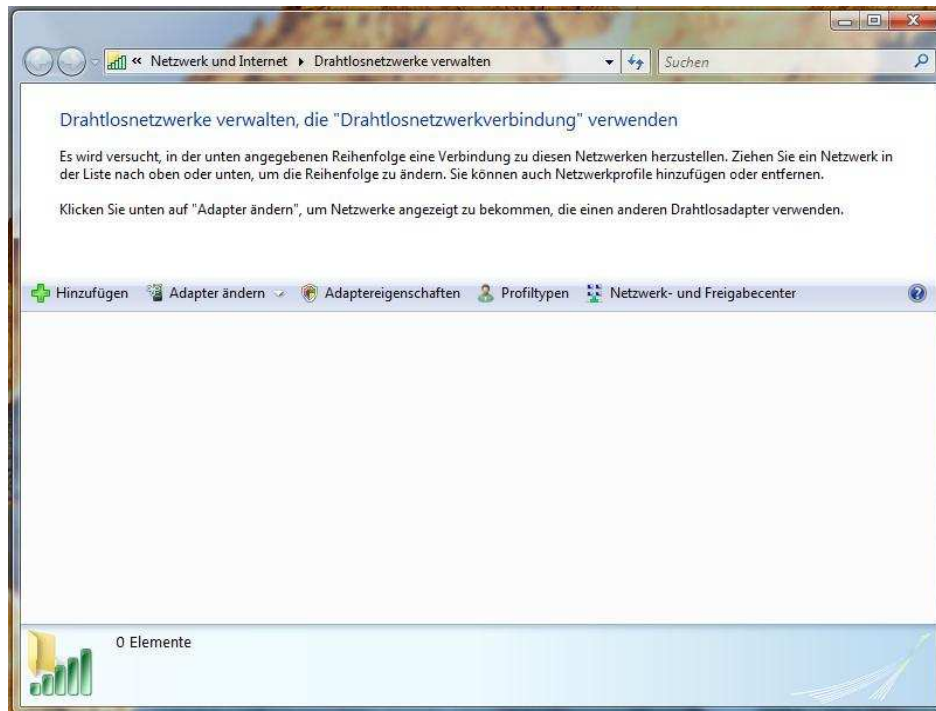 « Netzwerk und Internet ▸ Drahtlosnetzwerke verwalten
Suchen
Drahtlosnetzwerke verwalten, die "Drahtlosnetzwerkverbindung" verwenden
Es wird versucht, in der unten angegebenen Reihenfolge eine Verbindung zu diesen Netzwerken herzustellen. Ziehen Sie ein Netzwerk in
der Liste nach oben oder unten, um die Reihenfolge zu ändern. Sie können auch Netzwerkprofile hinzufügen oder entfernen.
Klicken Sie unten auf "Adapter ändern", um Netzwerke angezeigt zu bekommen, die einen anderen Drahtlosadapter verwenden.
Hinzufügen Adapter ändern Adaptereigenschaften Profiltypen Netzwerk- und Freigabecenter
0 Elemente